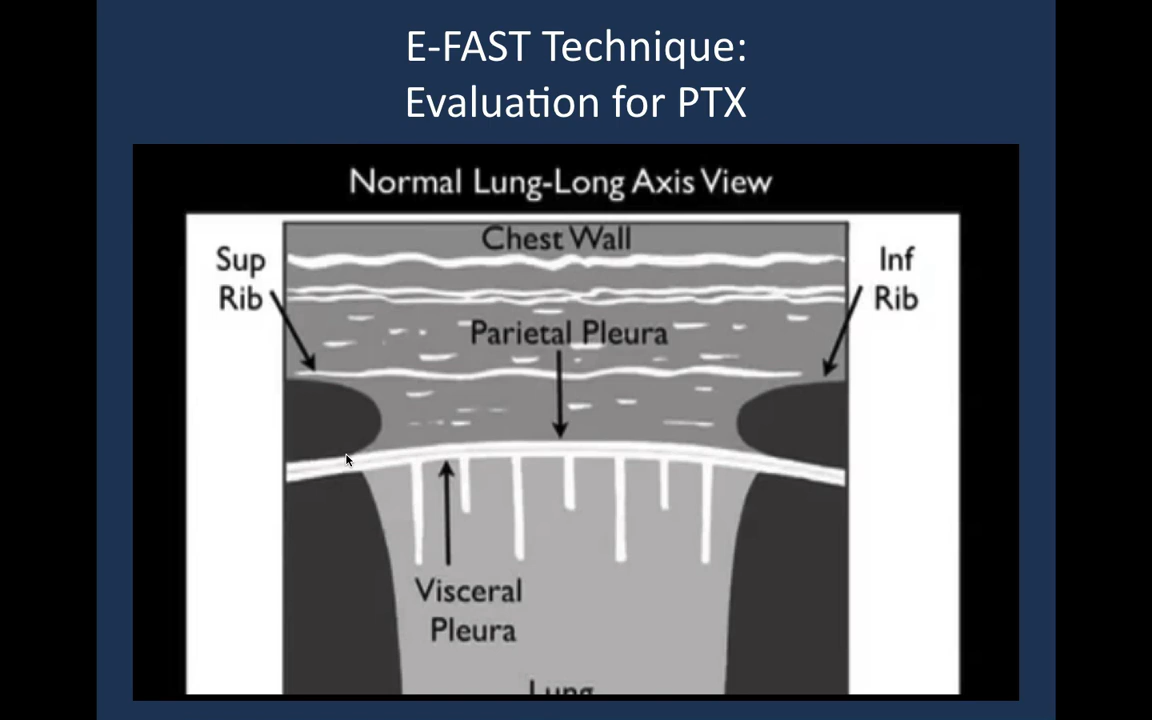 E-FAST Technique:
Evaluation for PTX
Normal Lung-Long Axis View
Chest Wall
Sup
Rib
Inf
Rib
Parietal Pleura
Visceral
Pleura
Lung